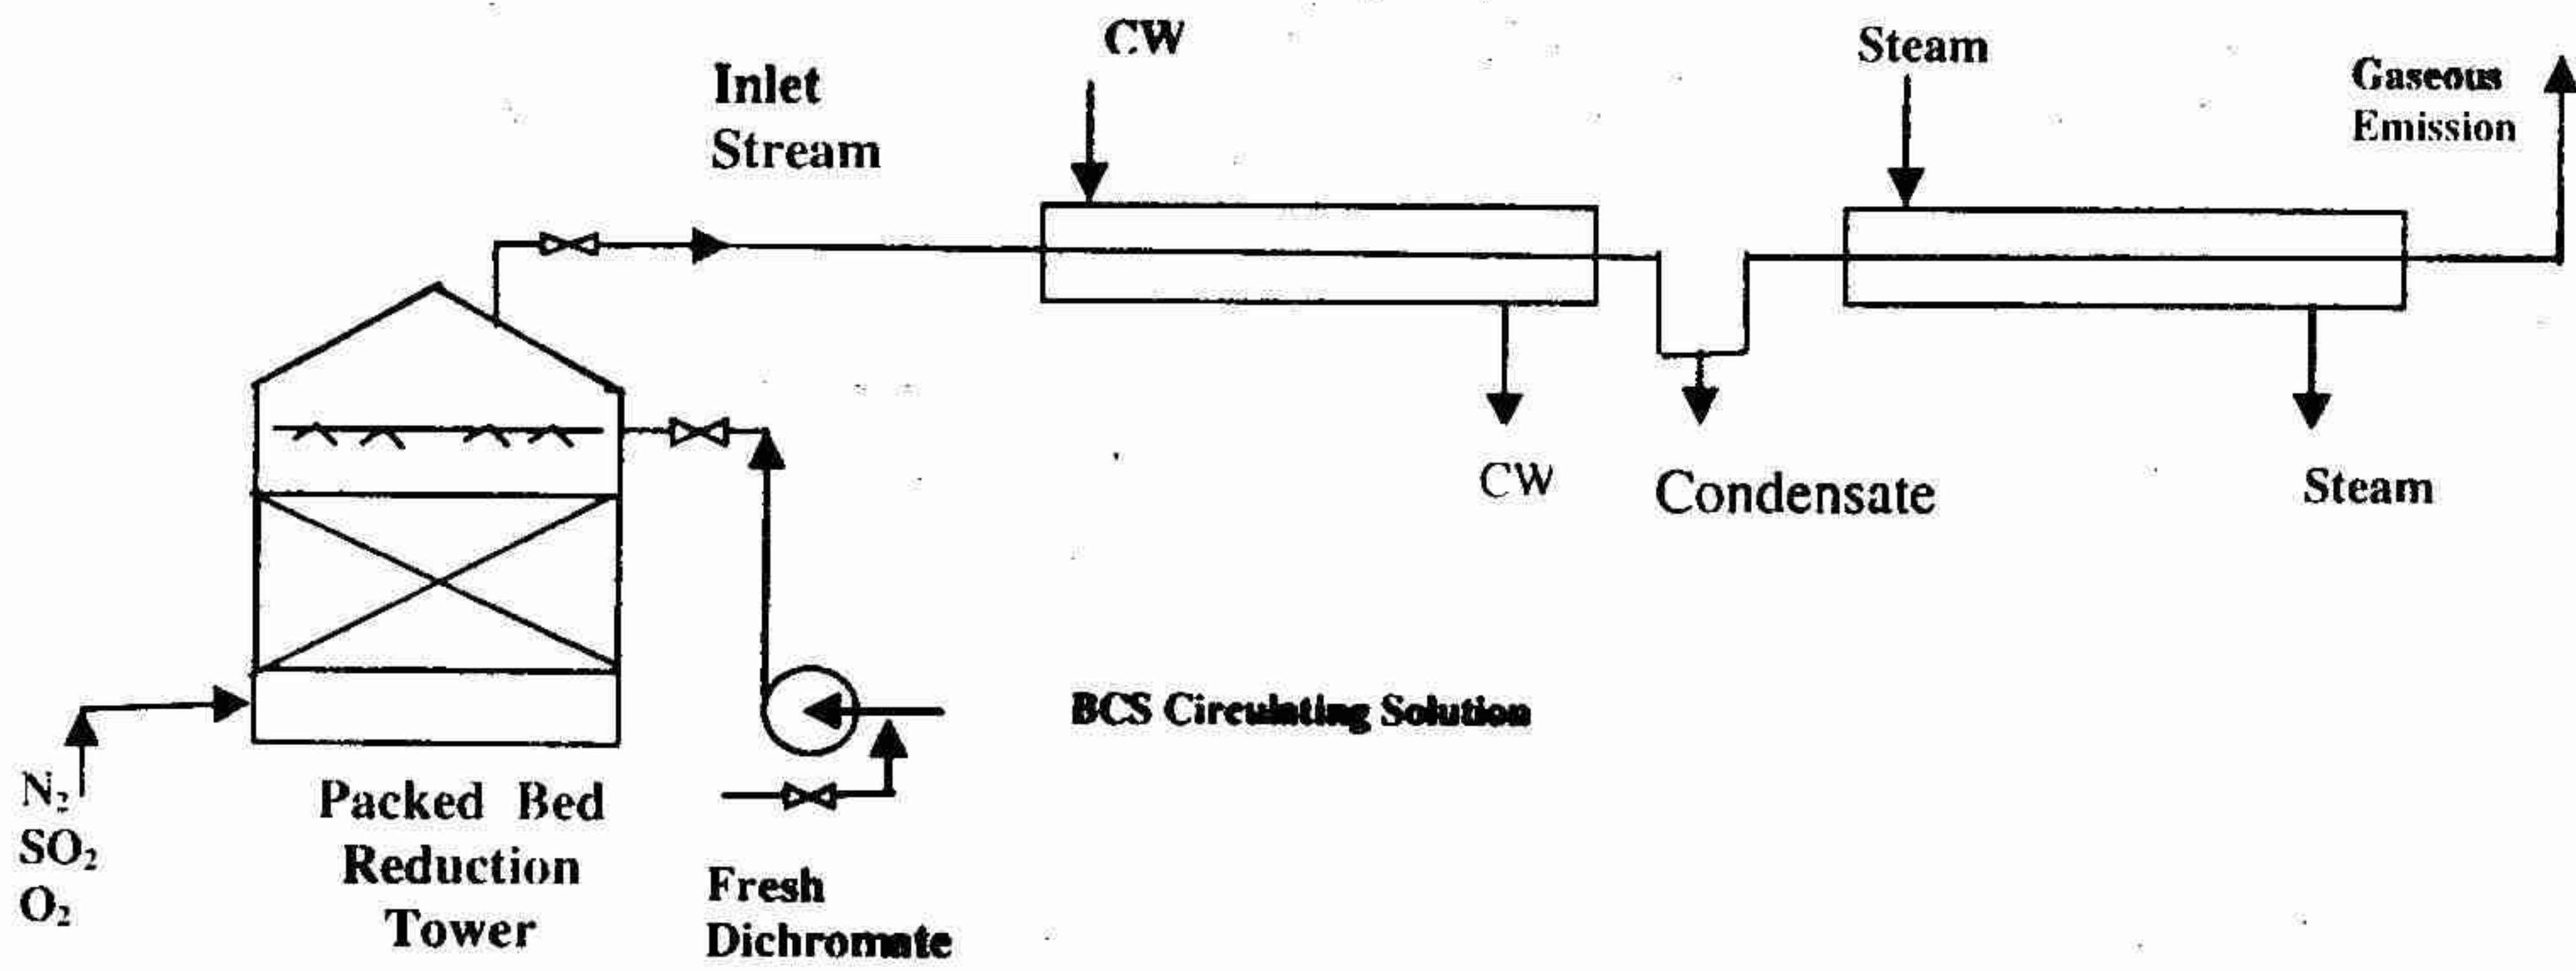 CW
Steam
Inlet
Stream
Gaseous
Emission
CW
Condensate
Steam
BCS Circulating Solution
N₂
SO₂
O₂
Packed Bed
Reduction
Tower
Fresh
Dichromate